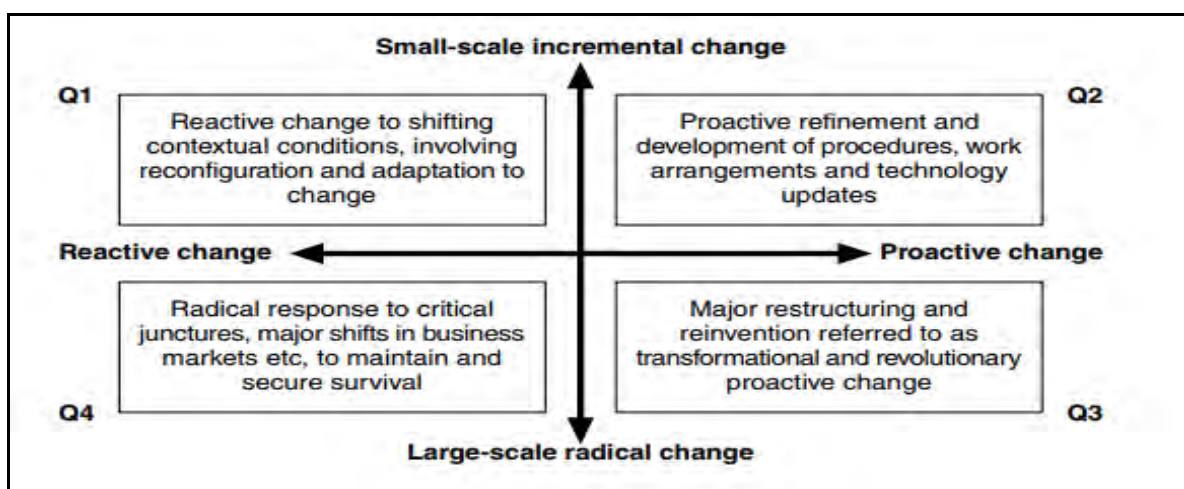 Small-scale incremental change
Q1
Q2
Reactive change to shifting
contextual conditions, involving
reconfiguration and adaptation to
change
Proactive refinement and
development of procedures, work
arrangements and technology
updates
Reactive change
Proactive change
Radical response to critical
junctures, major shifts in business
markets etc, to maintain and
secure survival
Major restructuring and
reinvention referred to as
transformational and revolutionary
proactive change
Q4
Q3
Large-scale radical change